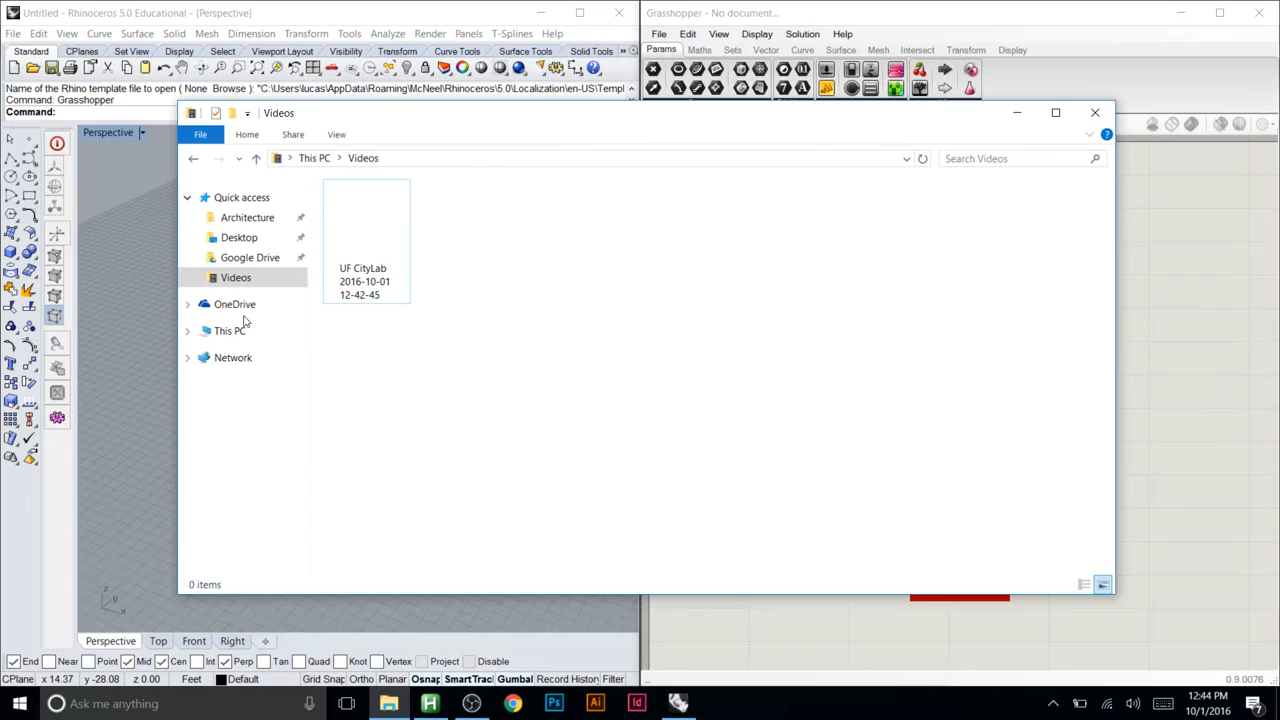 Untitled - Rhinoceros 5.0 Educational - [Perspective]
Grasshopper - No document...
File Edit View Curve Surface Solid Mesh Dimension Transform Tools Analyze Render Panels T-Splines Help
File Edit View Display Solution Help
Standard CPlanes Set View Display Select Viewport Layout Visibility Transform Curve Tools Surface Tools Solid Tools
Params Maths Sets Vector Curve Surface Mesh Intersect Transform Display
Name of the Rhino template file to open ( None Browse ): "C:\Users\lucas\AppData\Roaming\McNeel\Rhinoceros\5.0\Localization\en-US\Templ
Command: Grasshopper
Command:
Perspective
Videos
File Home Share View
This PC Videos
Search Videos
Quick access
Architecture
Desktop
Google Drive
Videos
OneDrive
This PC
Network
UF CityLab
2016-10-01
12-42-45
0 items
z
y
x
Perspective Top Front Right
End Near Point Mid Cen Int Perp Tan Quad Knot Vertex Project Disable
CPlane x 14.37 y -28.08 z 0.00 Feet Default Grid Snap Ortho Planar Osnap SmartTrac Gumbal Record History Filter
0.9.0076
Ask me anything
Ps Ai Id
12:44 PM
10/1/2016
7